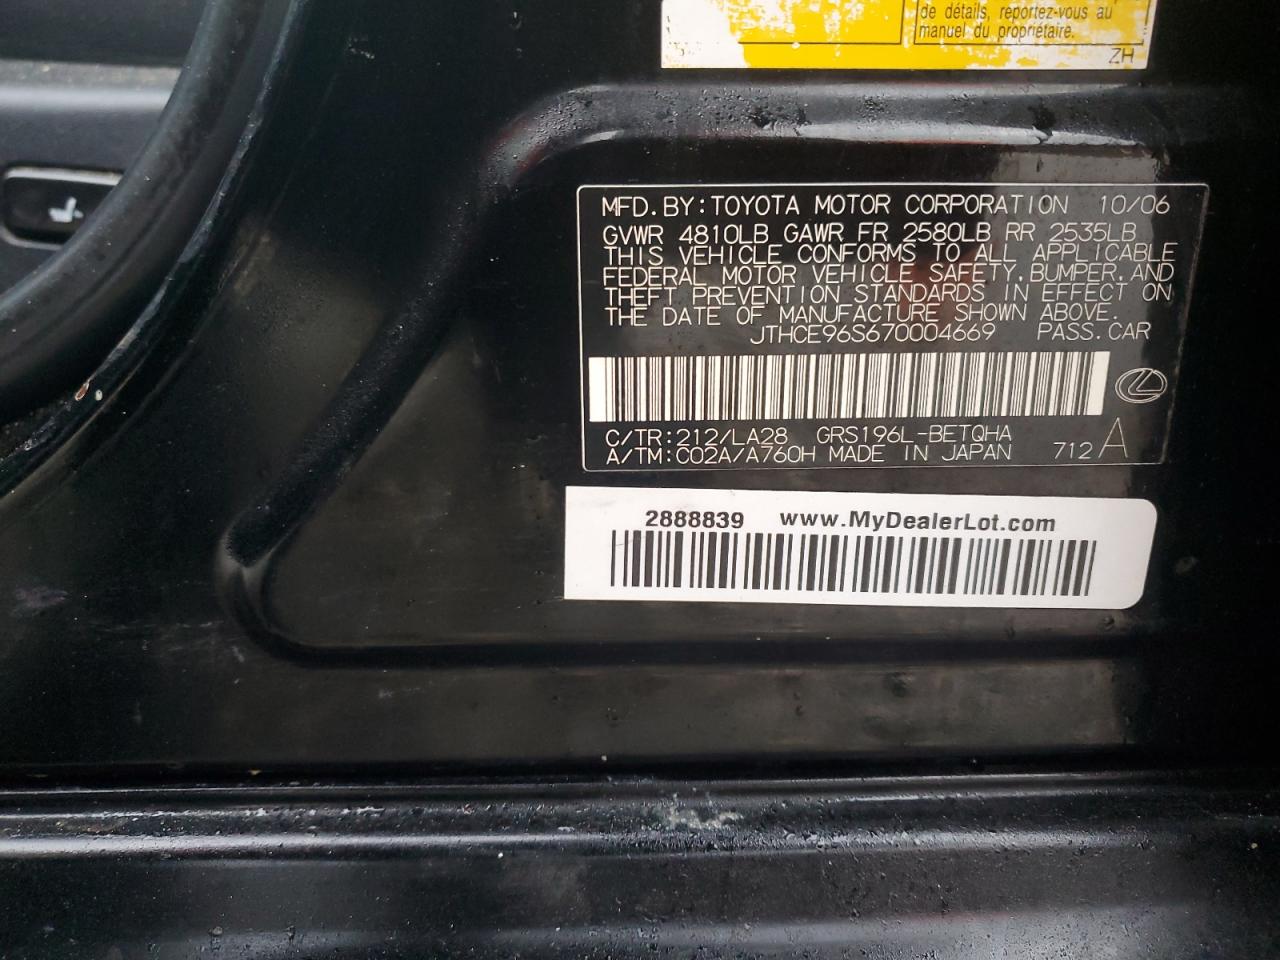 de détails, reportez-vous au
manuel du propriétaire.
ZH
MFD.BY:TOYOTA MOTOR CORPORATION 10/06
GVWR 4810LB GAWR FR 2580LB RR 2535LB
THIS VEHICLE CONFORMS TO ALL APPLICABLE
FEDERAL MOTOR VEHICLE SAFETY,BUMPER,AND
THEFT PREVENTION STANDARDS IN EFFECT ON
THE DATE OF MANUFACTURE SHOWN ABOVE.
JTHCE96S670004669 PASS.CAR
C/TR:212/LA28 GRS196L-BETQHA
A/TM:C02A/A760H MADE IN JAPAN 712 A
2888839 www.MyDealerLot.com